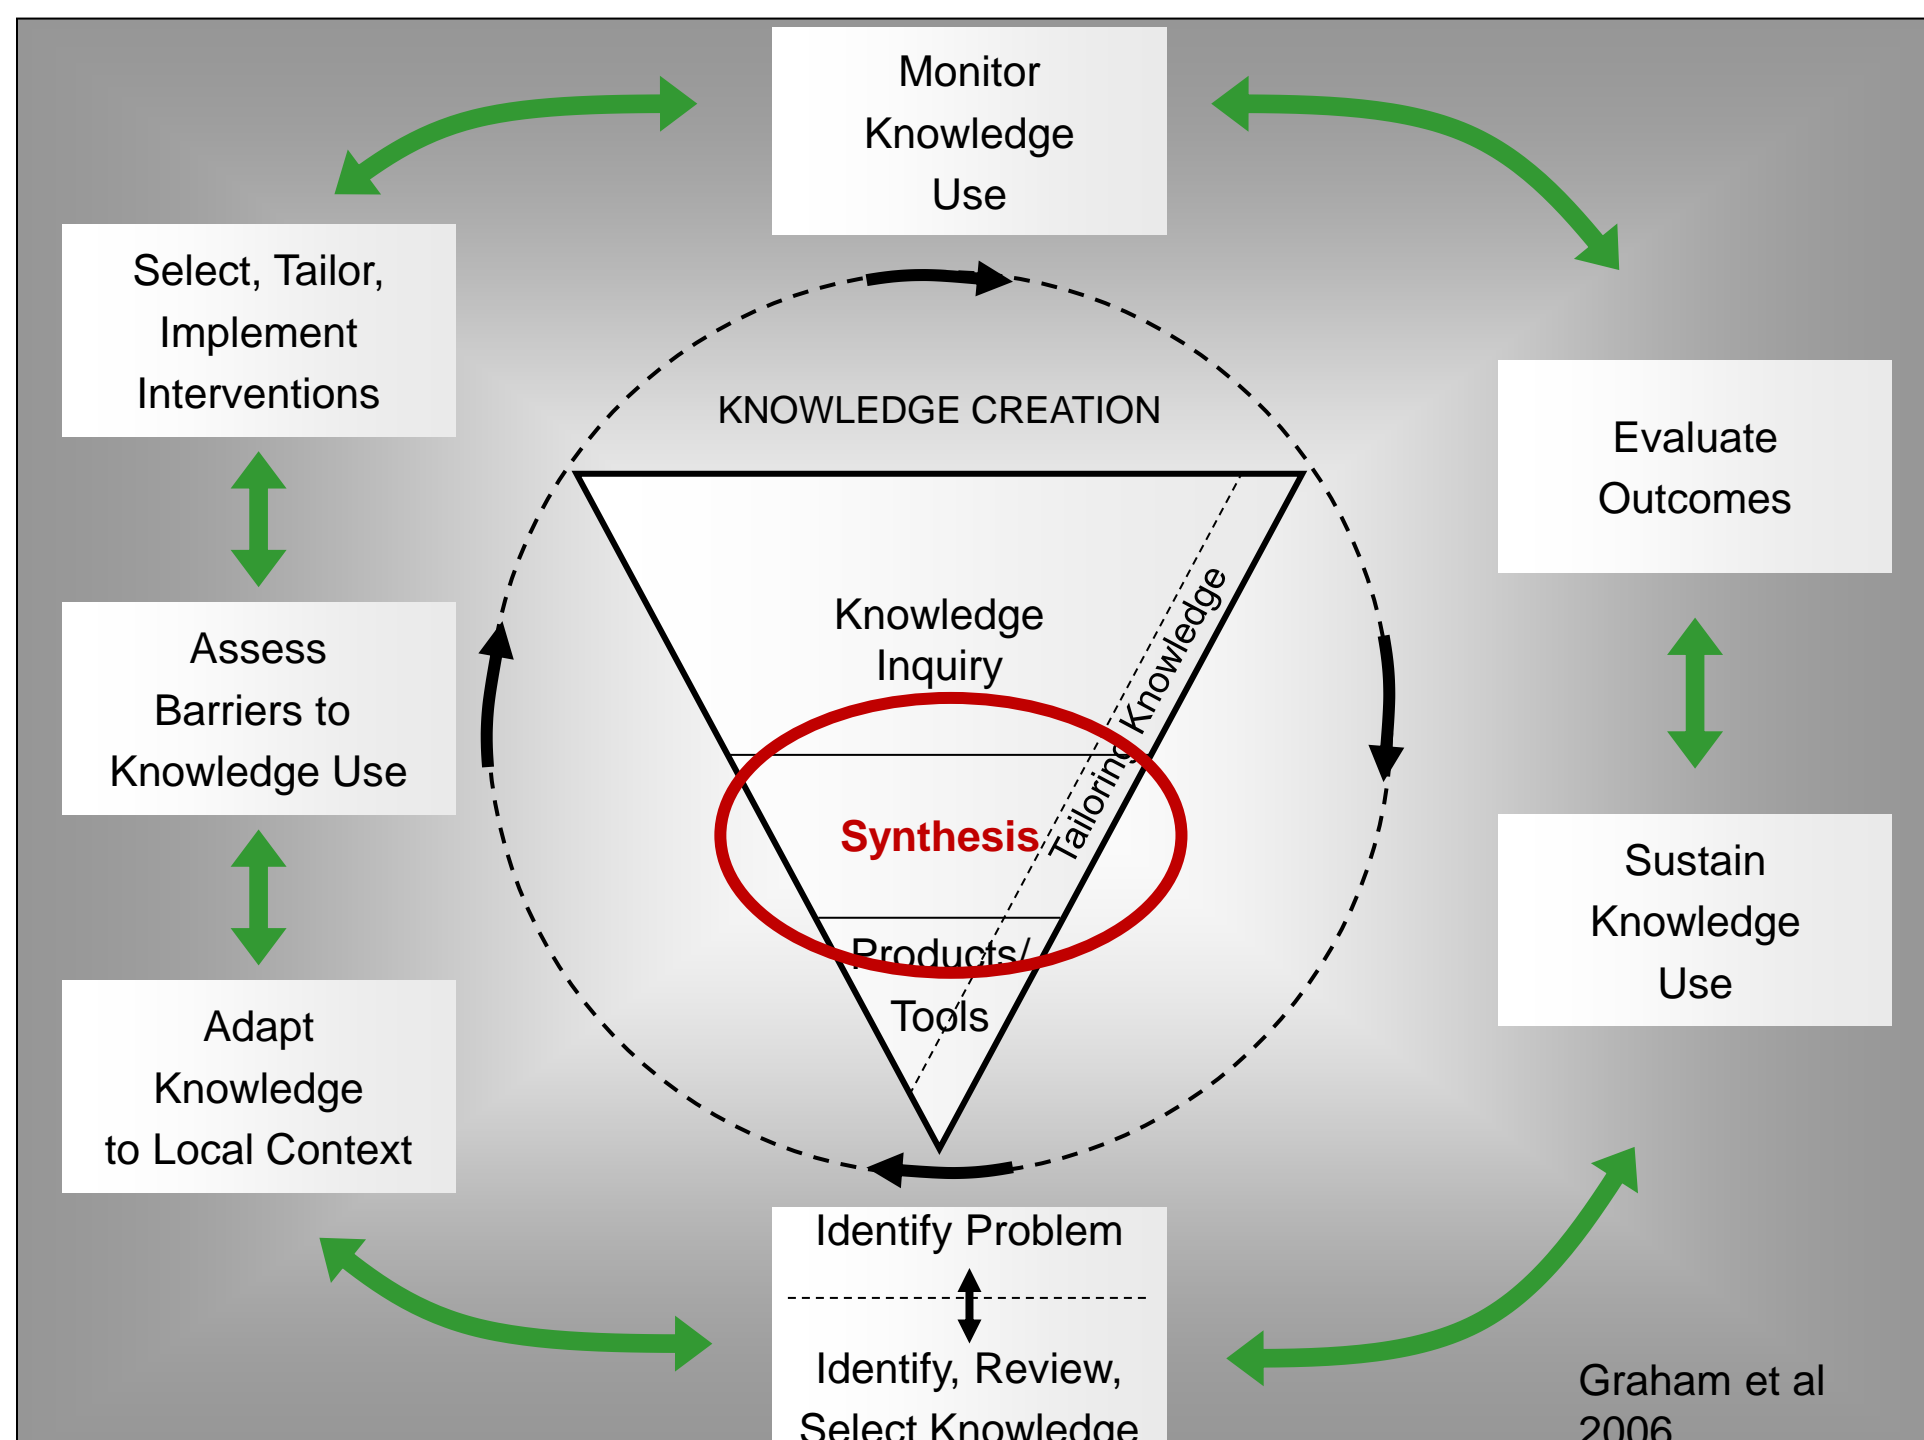 Monitor
Knowledge
Use
Select, Tailor,
Implement
Interventions
KNOWLEDGE CREATION
Evaluate
Outcomes
Knowledge
Inquiry
Tailoring Knowledge
Assess
Barriers to
Knowledge Use
Synthesis
Sustain
Knowledge
Use
Products/
Tools
Adapt
Knowledge
to Local Context
Identify Problem
Identify, Review,
Select Knowledge
Graham et al
2006